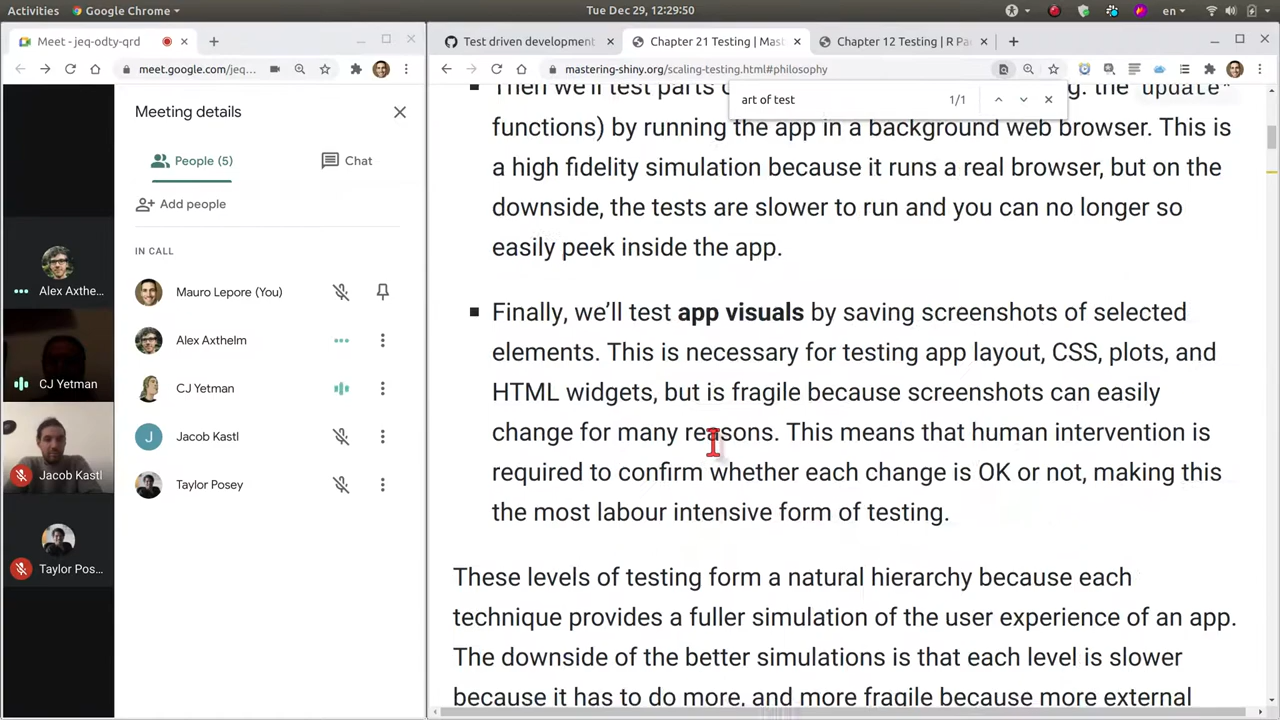 Activities
Google Chrome
Tue Dec 29, 12:29:50
en
Meet - jeq-odty-qrd
meet.google.com/jeq...
Meeting details
People (5)
Chat
Add people
IN CALL
Mauro Lepore (You)
Alex Axthelm
CJ Yetman
J
Jacob Kastl
Taylor Posey
Alex Axthe...
CJ Yetman
Jacob Kastl
Taylor Pos...
Test driven development
Chapter 21 Testing | Mas
Chapter 12 Testing | R Pa
mastering-shiny.org/scaling-testing.html#philosophy
art of test
1/1
functions) by running the app in a background web browser. This is
a high fidelity simulation because it runs a real browser, but on the
downside, the tests are slower to run and you can no longer so
easily peek inside the app.
Finally, we’ll test app visuals by saving screenshots of selected
elements. This is necessary for testing app layout, CSS, plots, and
HTML widgets, but is fragile because screenshots can easily
change for many reasons. This means that human intervention is
required to confirm whether each change is OK or not, making this
the most labour intensive form of testing.
These levels of testing form a natural hierarchy because each
technique provides a fuller simulation of the user experience of an app.
The downside of the better simulations is that each level is slower
because it has to do more, and more fragile because more external